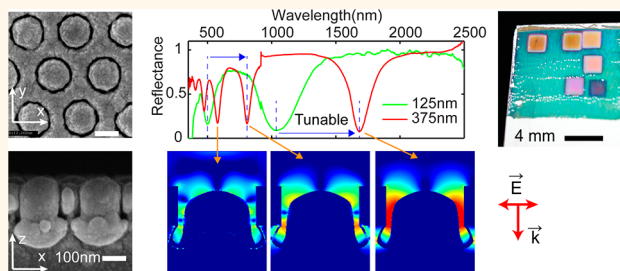 Wavelength(nm)
500 1000 1500 2000 2500
1
0.5
0
Reflectance
125nm
375nm
Tunable
y
x
z
x
100nm
4 mm
E
k